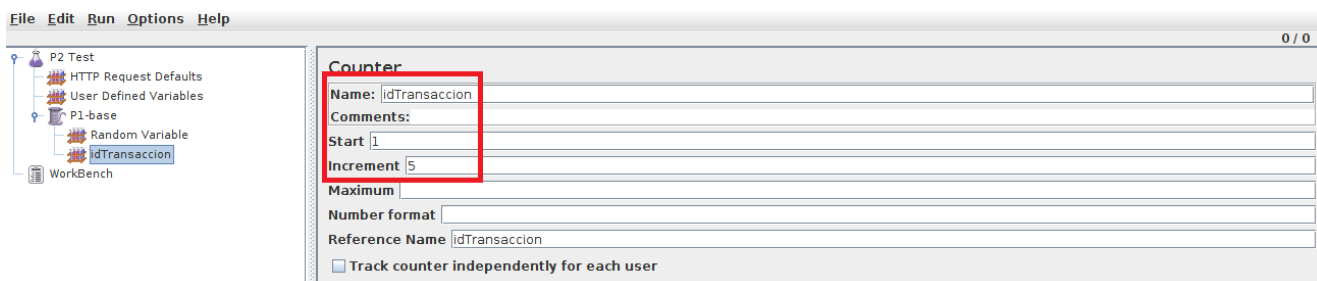 File Edit Run Options Help
0 / 0
P2 Test
HTTP Request Defaults
User Defined Variables
P1-base
Random Variable
idTransaccion
WorkBench
Counter
Name: idTransaccion
Comments:
Start 1
Increment 5
Maximum
Number format
Reference Name idTransaccion
Track counter independently for each user